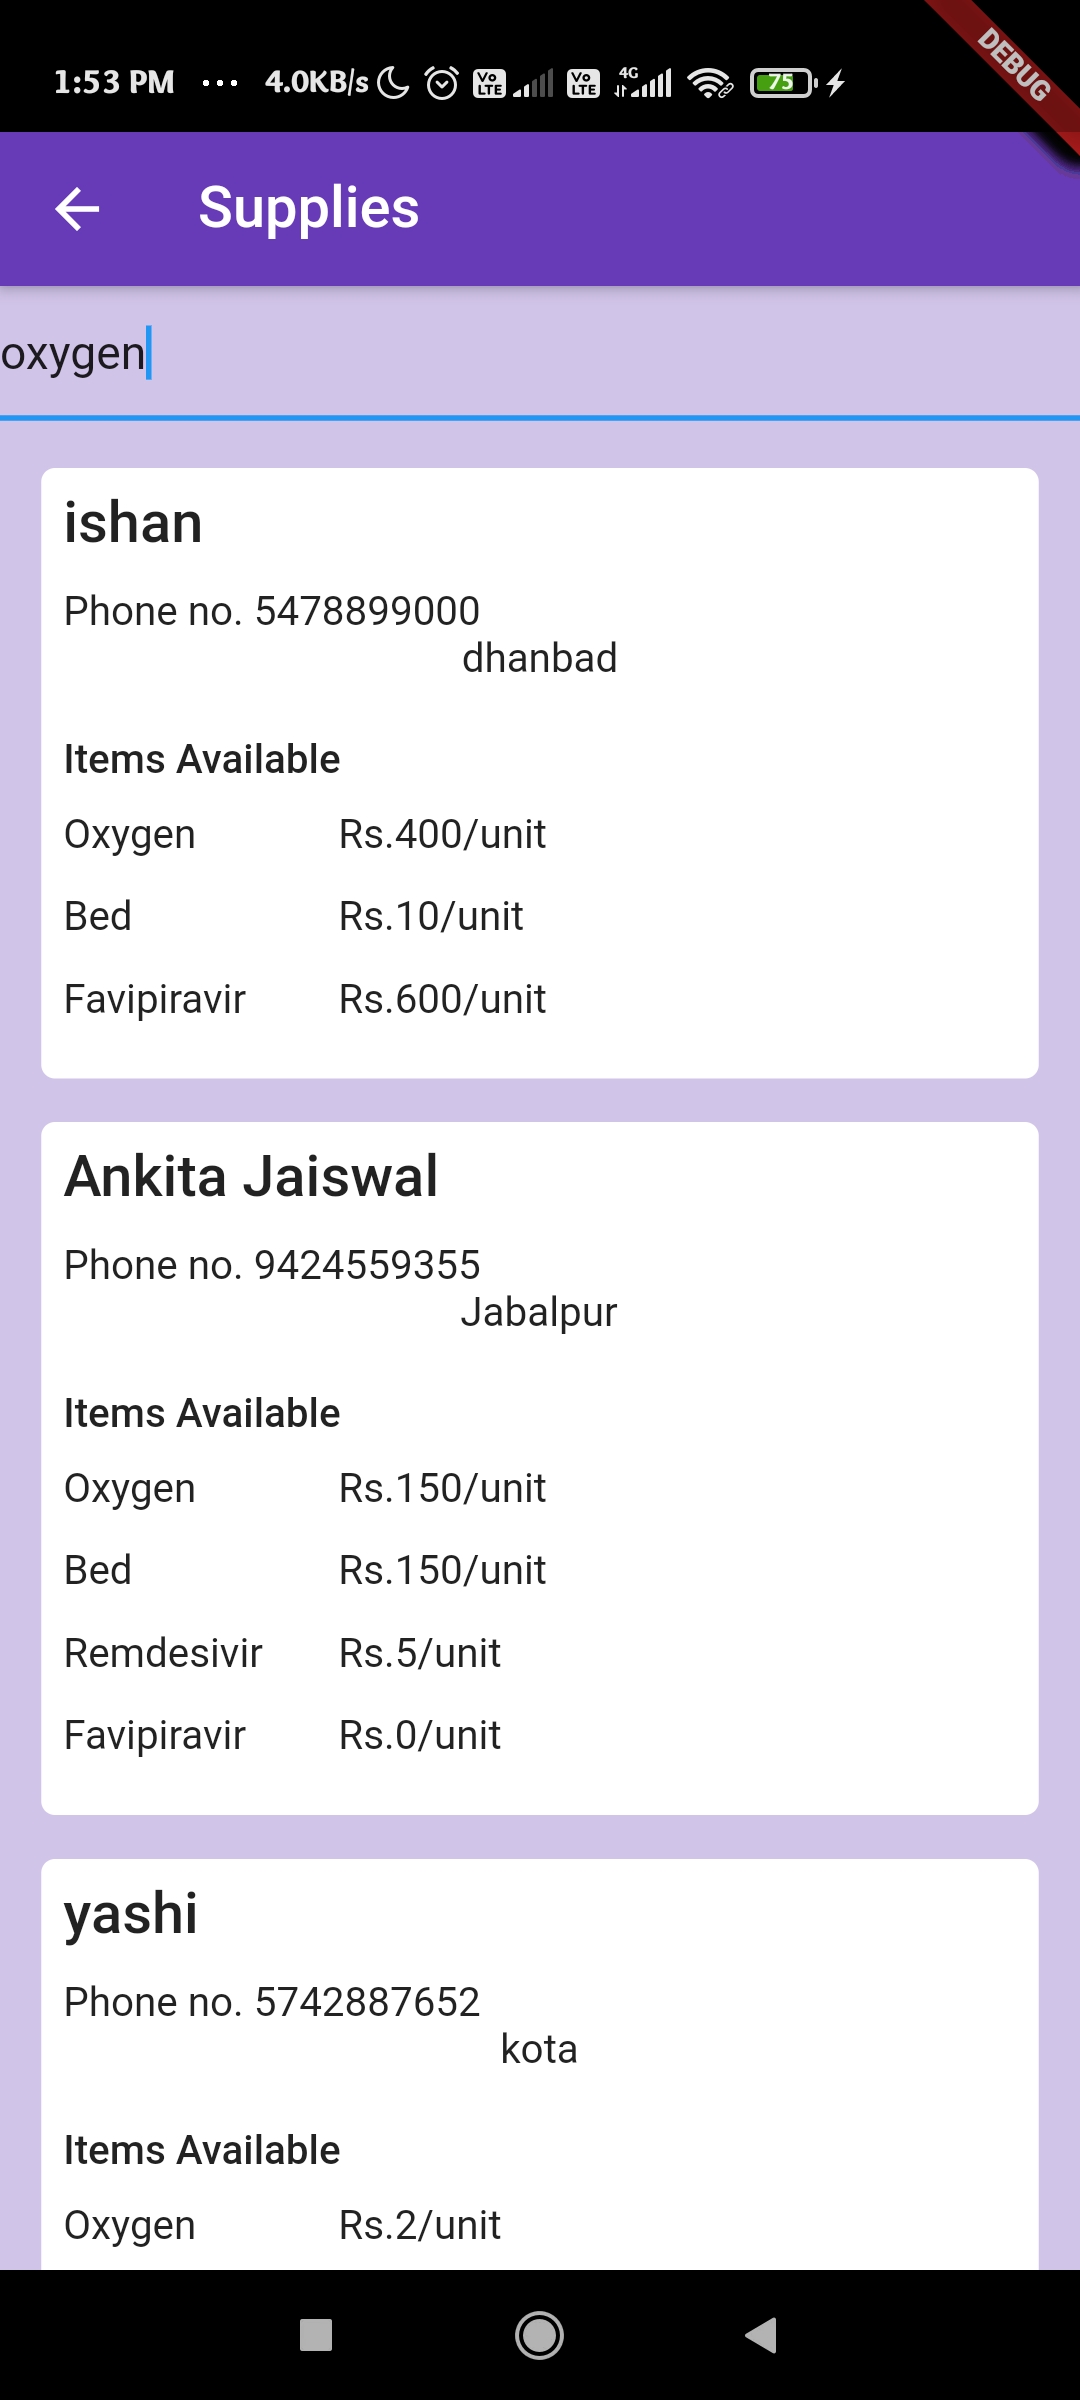 1:53 PM ... 4.0KB/s Vo LTE Vo LTE 4G 75
DEBUG
Supplies
oxygen
ishan
Phone no. 5478899000
dhanbad
Items Available
Oxygen Rs.400/unit
Bed Rs.10/unit
Favipiravir Rs.600/unit
Ankita Jaiswal
Phone no. 9424559355
Jabalpur
Items Available
Oxygen Rs.150/unit
Bed Rs.150/unit
Remdesivir Rs.5/unit
Favipiravir Rs.0/unit
yashi
Phone no. 5742887652
kota
Items Available
Oxygen Rs.2/unit